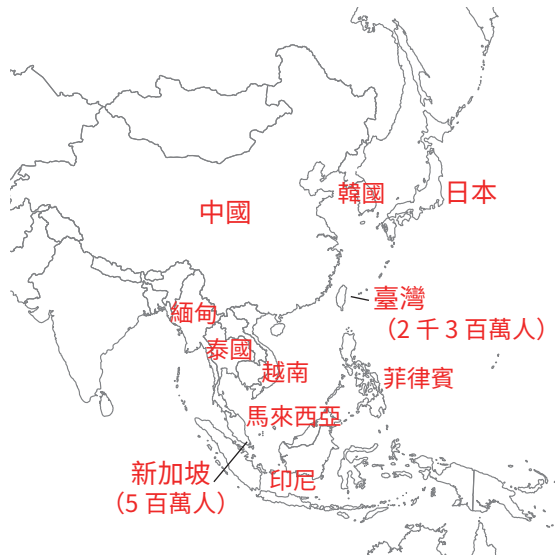 韓國
日本
中國
臺灣
（2 千 3 百萬人）
緬甸
泰國
越南
菲律賓
馬來西亞
新加坡
（5 百萬人）
印尼